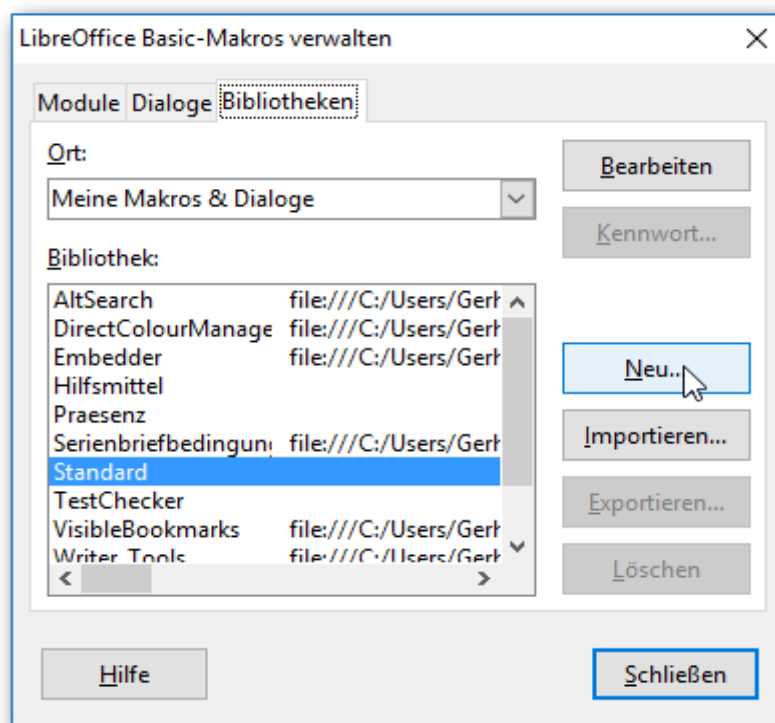 LibreOffice Basic-Makros verwalten
Module Dialoge Bibliotheken
Ort:
Meine Makros & Dialoge
Bearbeiten
Kennwort...
Bibliothek:
AltSearch file:///C:/Users/Gerh
DirectColourManage file:///C:/Users/Gerh
Embedder file:///C:/Users/Gerh
Hilfsmittel
Praesenz
Serienbriefbedingun file:///C:/Users/Gerh
Standard
TestChecker
VisibleBookmarks file:///C:/Users/Gerh
Writer_Tools file:///C:/Users/Gerh
Neu...
Importieren...
Exportieren...
Löschen
Hilfe
Schließen